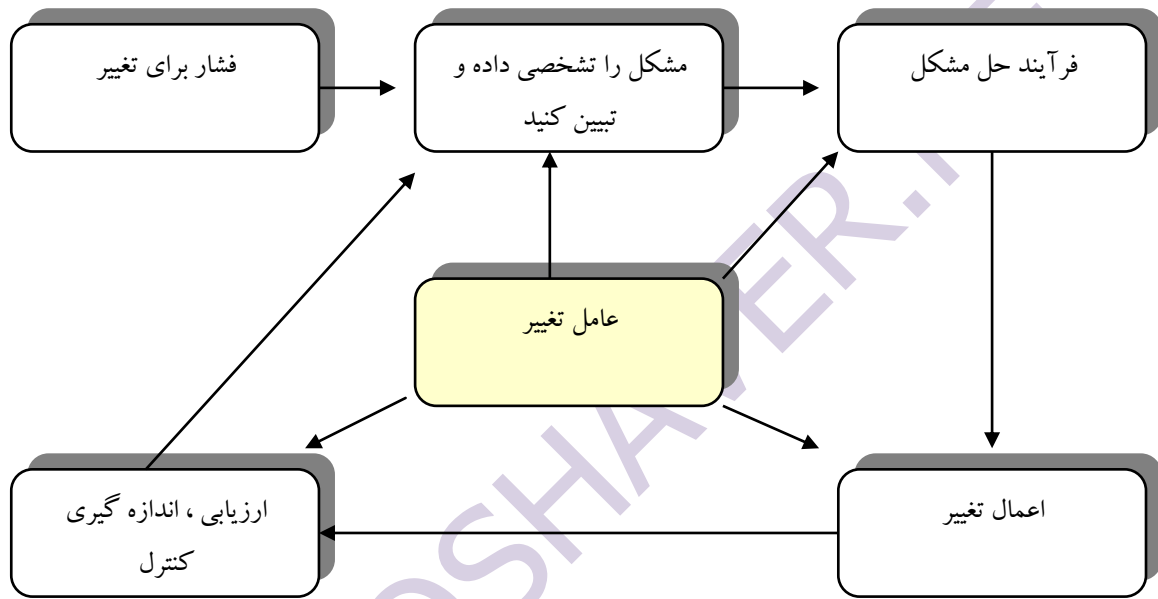 فشار برای تغییر
مشکل را تشخصی داده و
تبیین کنید
فرآیند حل مشکل
عامل تغییر
ارزیابی ، اندازه گیری
کنترل
اعمال تغییر